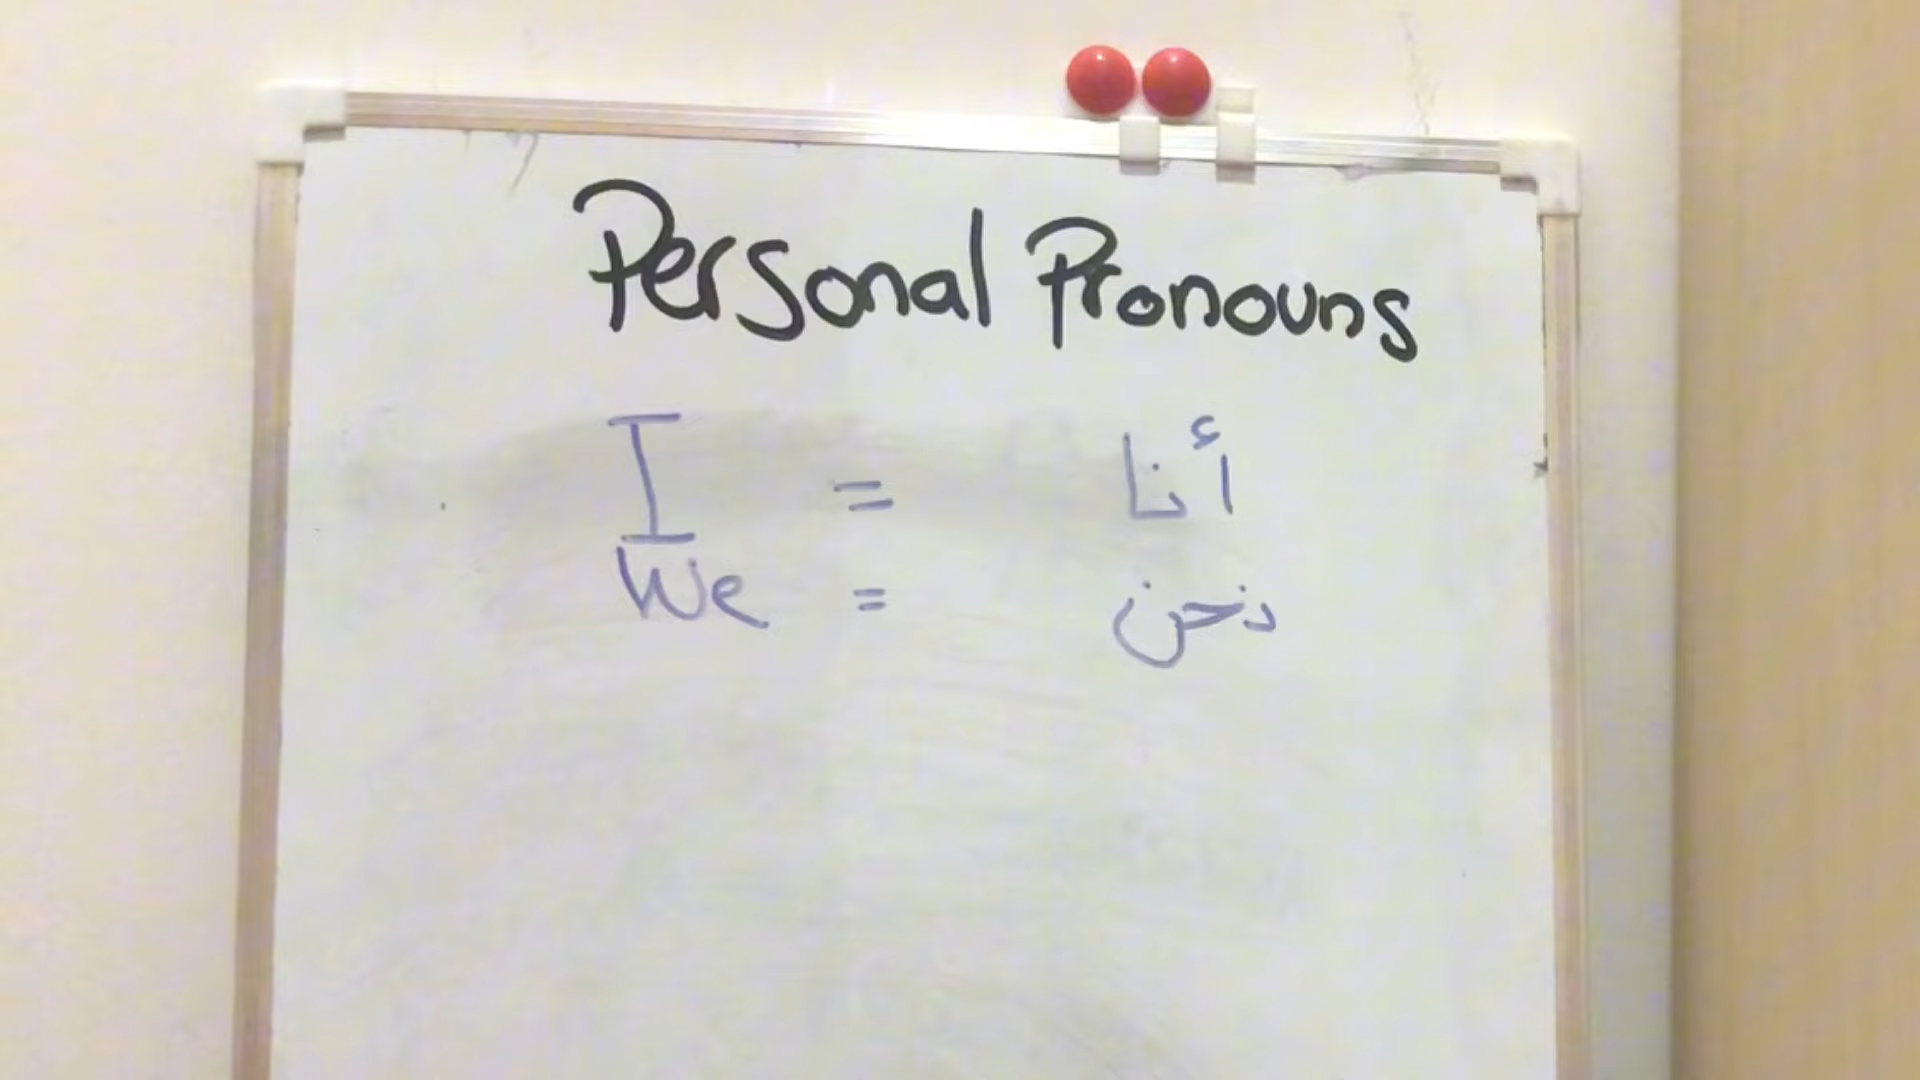 Personal Pronouns
I = أنا
We = نحن